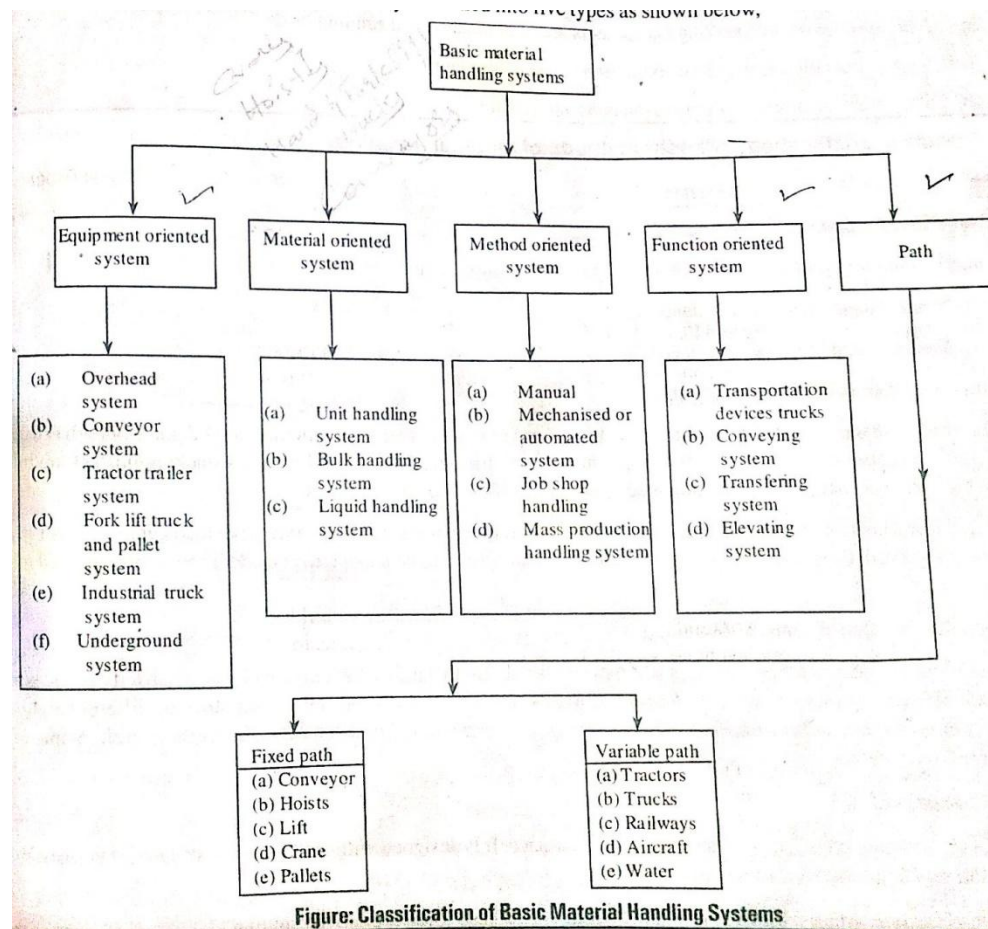 into five types as shown below,
Basic material
handling systems
Equipment oriented
system
Material oriented
system
Method oriented
system
Function oriented
system
Path
(a) Overhead
system
(b) Conveyor
system
(c) Tractor trailer
system
(d) Fork lift truck
and pallet
system
(e) Industrial truck
system
(f) Underground
system
(a) Unit handling
system
(b) Bulk handling
system
(c) Liquid handling
system
(a) Manual
(b) Mechanised or
automated
system
(c) Job shop
handling
(d) Mass production
handling system
(a) Transportation
devices trucks
(b) Conveying
system
(c) Transfering
system
(d) Elevating
system
Fixed path
(a) Conveyor
(b) Hoists
(c) Lift
(d) Crane
(e) Pallets
Variable path
(a) Tractors
(b) Trucks
(c) Railways
(d) Aircraft
(e) Water
Figure: Classification of Basic Material Handling Systems